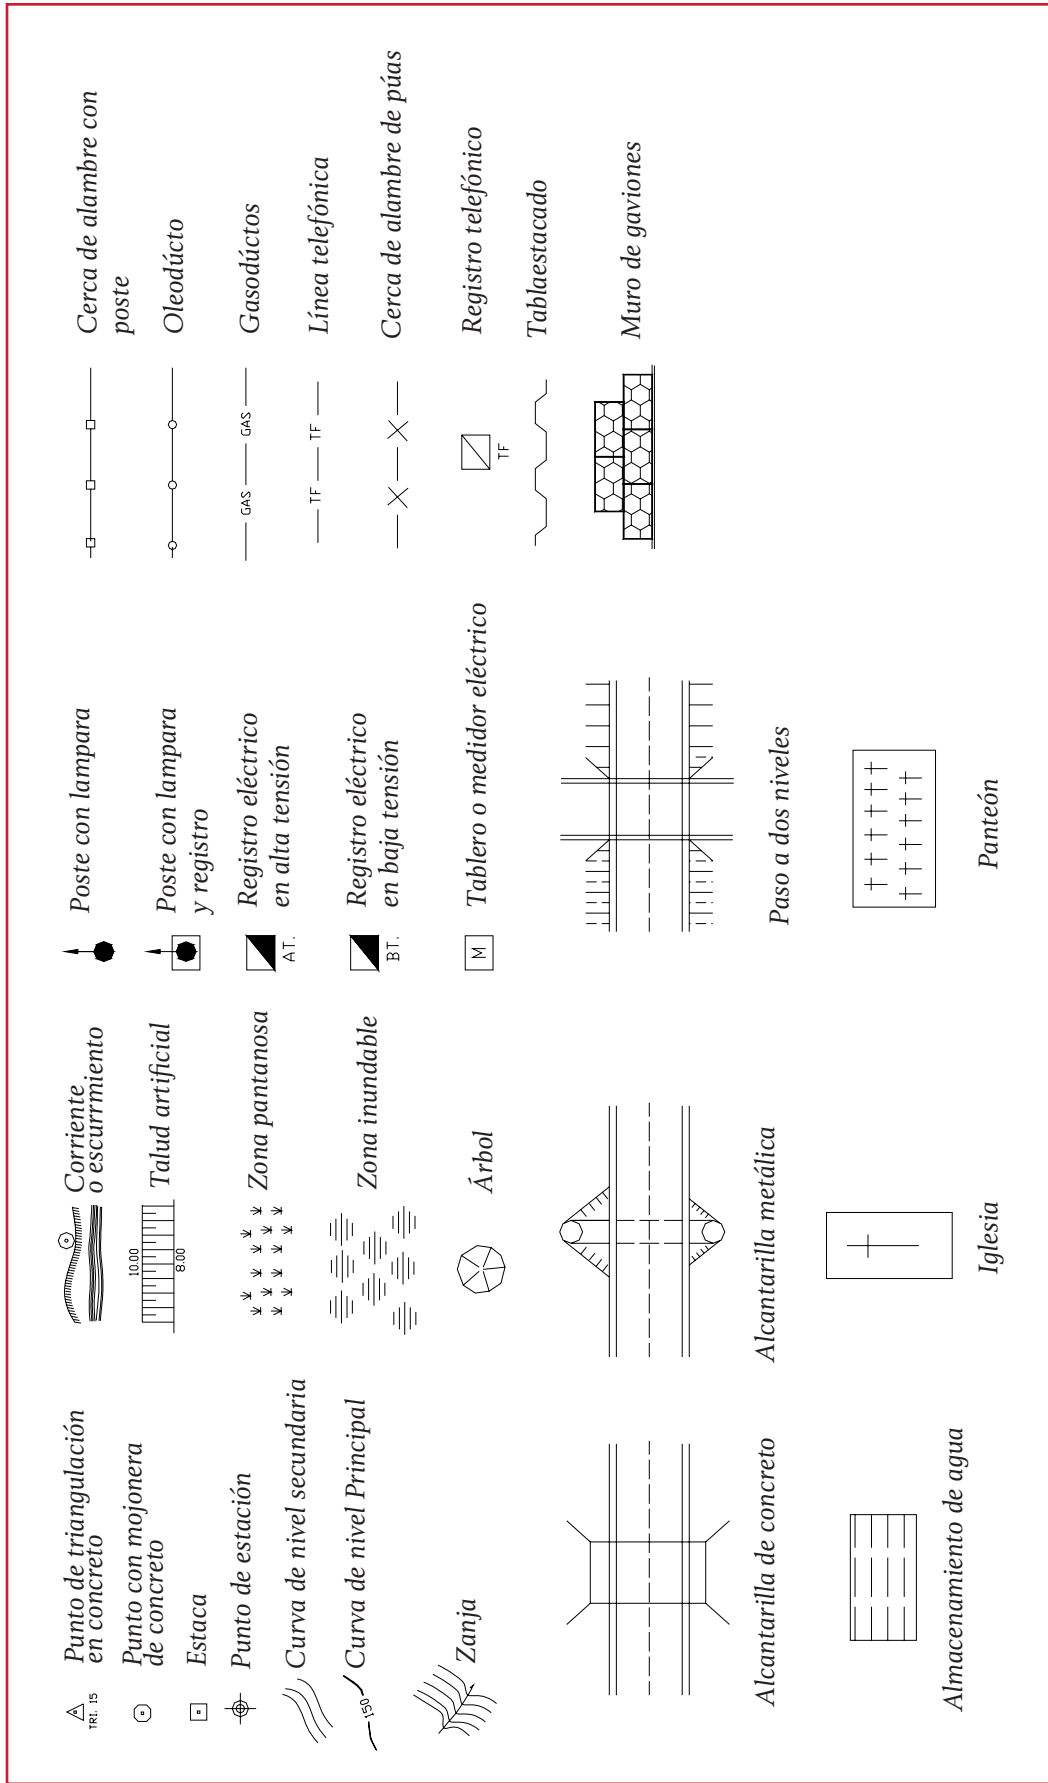 TRI. 15
Punto de triangulación
en concreto
Punto con mojonera
de concreto
Estaca
Punto de estación
Curva de nivel secundaria
150
Curva de nivel Principal
Zanja
Corriente
o escurrmiento
10.00
8.00
Talud artificial
Zona pantanosa
Zona inundable
Árbol
Poste con lampara
Poste con lampara
y registro
AT.
Registro eléctrico
en alta tensión
BT.
Registro eléctrico
en baja tensión
M
Tablero o medidor eléctrico
Cerca de alambre con
poste
Oleodúcto
GAS GAS
Gasodúctos
TF TF
Línea telefónica
Cerca de alambre de púas
TF
Registro telefónico
Tablaestacado
Muro de gaviones
Alcantarilla de concreto
Alcantarilla metálica
Paso a dos niveles
Almacenamiento de agua
Iglesia
Panteón